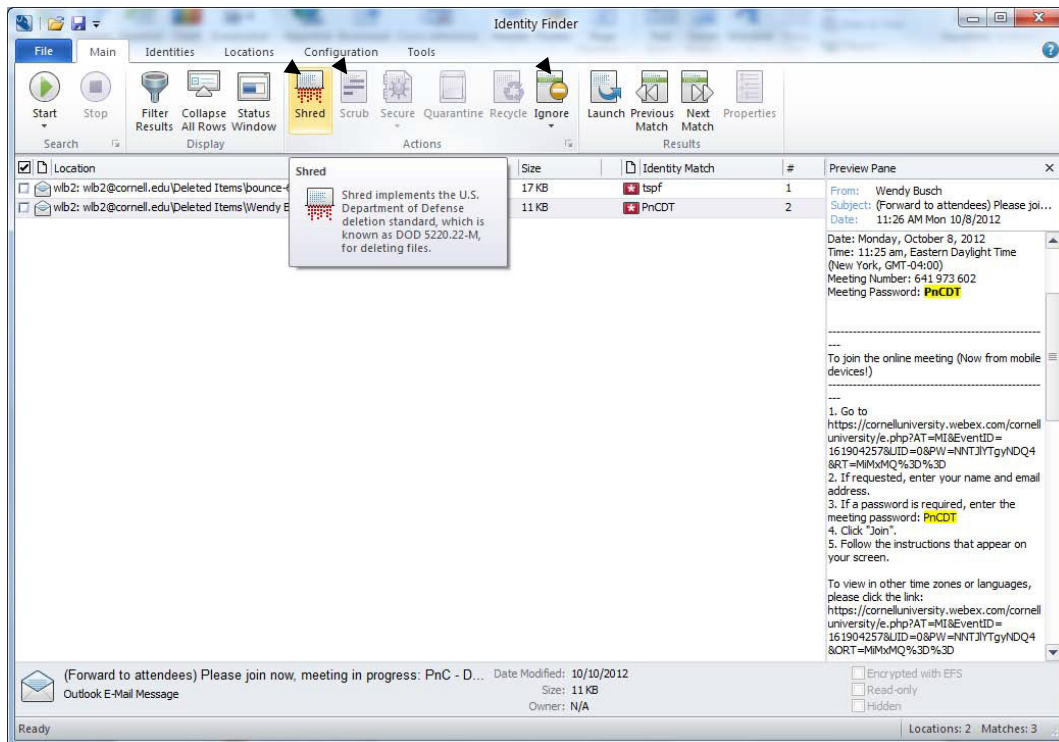 Identity Finder
File Main Identities Locations Configuration Tools
Start Stop Filter Results Collapse All Rows Status Window Shred Scrub Secure Quarantine Recycle Ignore Launch Previous Match Next Match Properties
Search Display Actions Results
Location Size Identity Match # Preview Pane
wlb2: wlb2@cornell.edu\Deleted Items\bounce- 17 KB tspf 1
wlb2: wlb2@cornell.edu\Deleted Items\Wendy 11 KB PnCDT 2
Shred
Shred implements the U.S.
Department of Defense
deletion standard, which is
known as DOD 5220.22-M,
for deleting files.
From: Wendy Busch
Subject: (Forward to attendees) Please joi...
Date: 11:26 AM Mon 10/8/2012
Date: Monday, October 8, 2012
Time: 11:25 am, Eastern Daylight Time
(New York, GMT-04:00)
Meeting Number: 641 973 602
Meeting Password: PnCDT
-------------------------------------------------------
---
To join the online meeting (Now from mobile
devices!)
-------------------------------------------------------
---
1. Go to
https://cornelluniversity.webex.com/cornell
university/e.php?AT=MI&EventID=
161904257&UID=0&PW=NNTJlYTgyNDQ4
&RT=MiMxMQ%3D%3D
2. If requested, enter your name and email
address.
3. If a password is required, enter the
meeting password: PnCDT
4. Click "Join".
5. Follow the instructions that appear on
your screen.
To view in other time zones or languages,
please click the link:
https://cornelluniversity.webex.com/cornell
university/e.php?AT=MI&EventID=
161904257&UID=0&PW=NNTJlYTgyNDQ4
&ORT=MiMxMQ%3D%3D
(Forward to attendees) Please join now, meeting in progress: PnC - D... Date Modified: 10/10/2012 Encrypted with EFS
Outlook E-Mail Message Size: 11 KB Read-only
Owner: N/A Hidden
Ready Locations: 2 Matches: 3